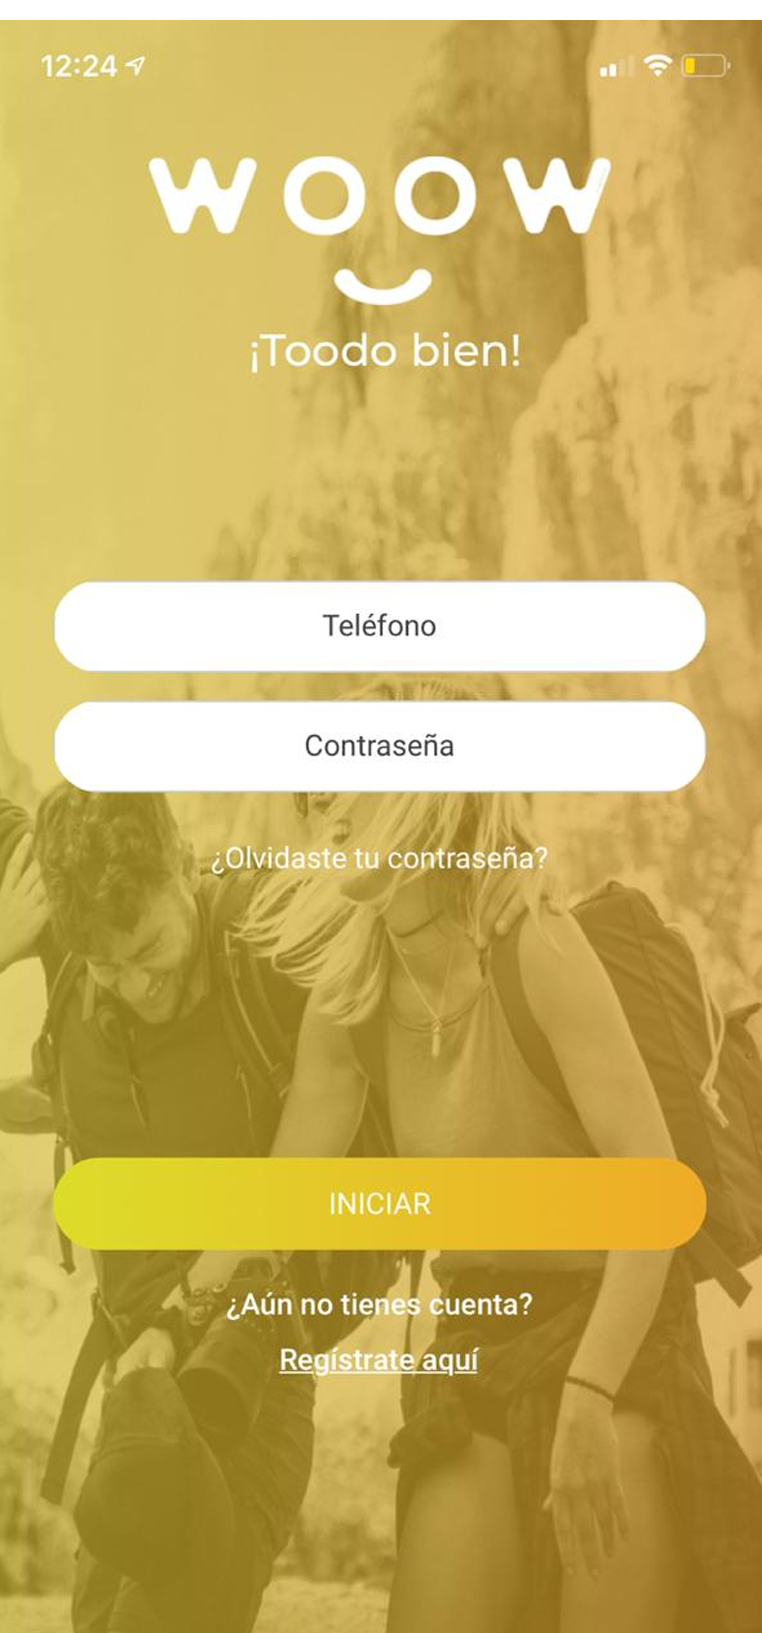 12:24
WOOW
¡Toodo bien!
Teléfono
Contraseña
¿Olvidaste tu contraseña?
INICIAR
¿Aún no tienes cuenta?
Regístrate aquí